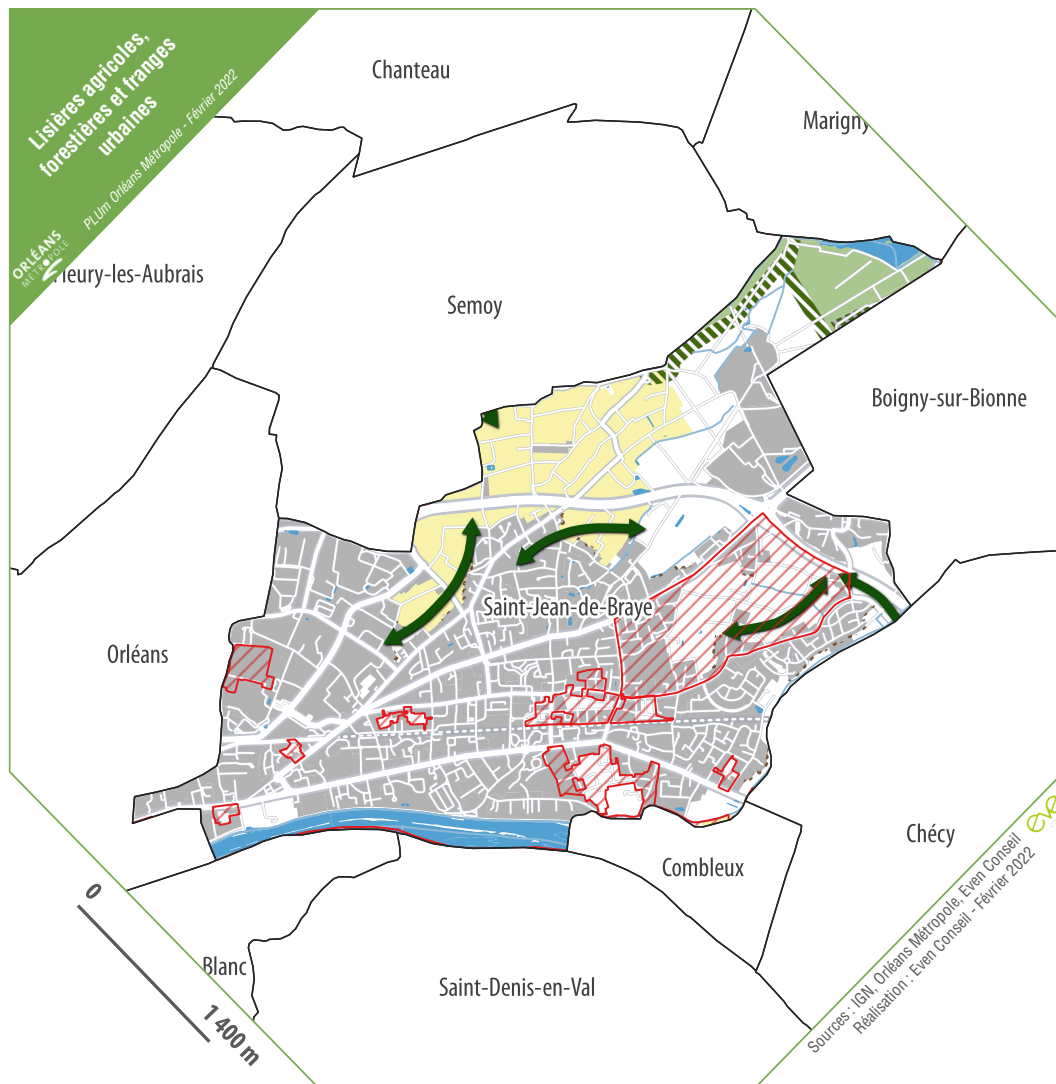 Lisières agricoles,
forestières et franges
urbaines
PLUm Orléans Métropole - Février 2022
ORLÉANS
MÉTROPOLE
Chanteau
Marigny
Fleury-les-Aubrais
Semoy
Boigny-sur-Bionne
Saint-Jean-de-Braye
Orléans
Chécy
Combleux
Blanc
Saint-Denis-en-Val
0
1 400 m
eve
Sources : IGN, Orléans Métropole, Even Conseil
Réalisation : Even Conseil - Février 2022